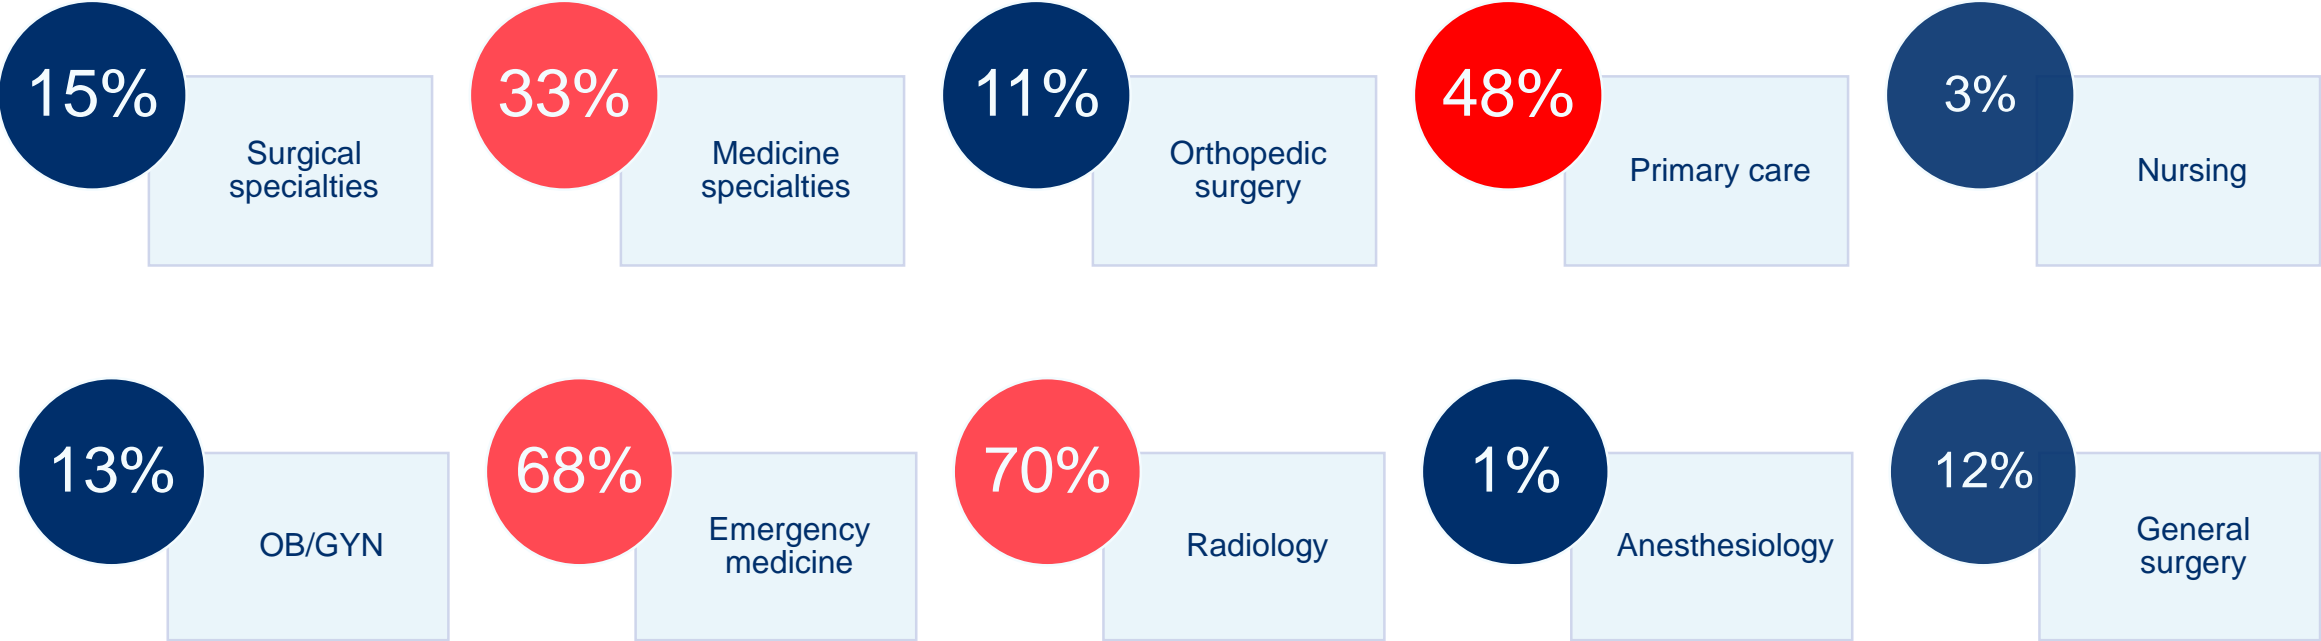 15%
Surgical
specialties
33%
Medicine
specialties
11%
Orthopedic
surgery
48%
Primary care
3%
Nursing
13%
OB/GYN
68%
Emergency
medicine
70%
Radiology
1%
Anesthesiology
12%
General
surgery